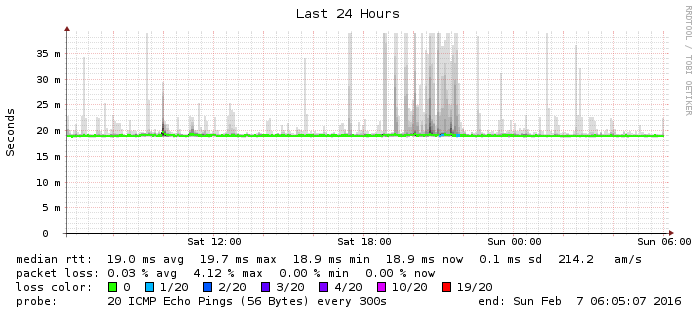 Last 24 Hours
RRDTOOL / TOBI OETIKER
Seconds
35 m
30 m
25 m
20 m
15 m
10 m
5 m
0
Sat 12:00 Sat 18:00 Sun 00:00 Sun 06:00
median rtt: 19.0 ms avg 19.7 ms max 18.9 ms min 18.9 ms now 0.1 ms sd 214.2 am/s
packet loss: 0.03 % avg 4.12 % max 0.00 % min 0.00 % now
loss color: 0 1/20 2/20 3/20 4/20 10/20 19/20
probe: 20 ICMP Echo Pings (56 Bytes) every 300s end: Sun Feb 7 06:05:07 2016